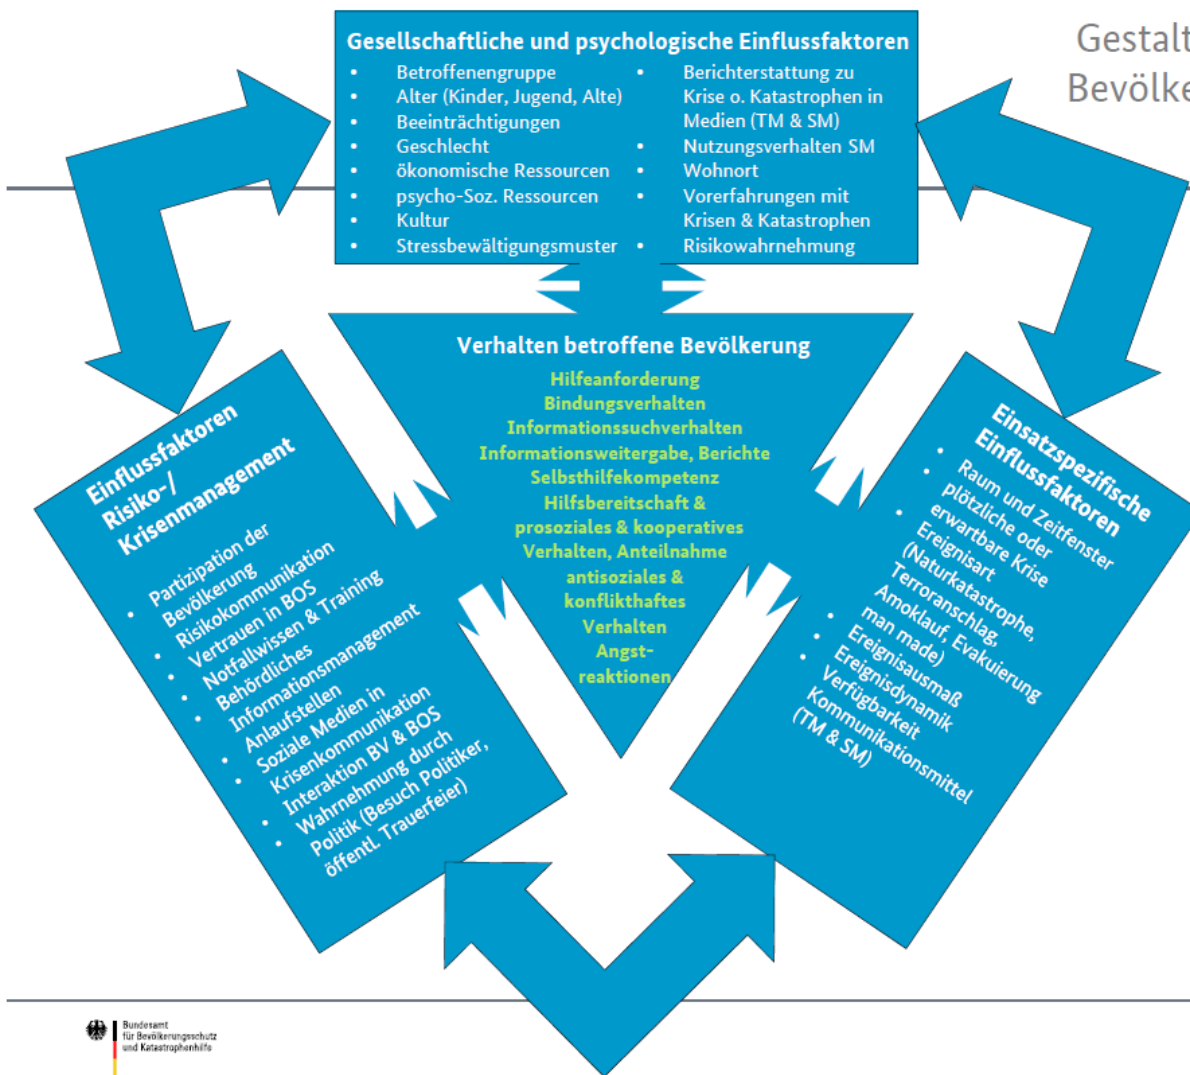 Gestalt
Bevölke
Gesellschaftliche und psychologische Einflussfaktoren
• Betroffenengruppe
• Alter (Kinder, Jugend, Alte)
• Beeinträchtigungen
• Geschlecht
• ökonomische Ressourcen
• psycho-Soz. Ressourcen
• Kultur
• Stressbewältigungsmuster
• Berichterstattung zu
Krise o. Katastrophen in
Medien (TM & SM)
• Nutzungsverhalten SM
• Wohnort
• Vorerfahrungen mit
Krisen & Katastrophen
• Risikowahrnehmung
Verhalten betroffene Bevölkerung
Hilfeanforderung
Bindungsverhalten
Informationssuchverhalten
Informationsweitergabe, Berichte
Selbsthilfekompetenz
Hilfsbereitschaft &
prosoziales & kooperatives
Verhalten, Anteilnahme
antisoziales &
konflikthaftes
Verhalten
Angst-
reaktionen
Einflussfaktoren
Risiko-/
Krisenmanagement
• Partizipation der
Bevölkerung
• Risikokommunikation
• Vertrauen in BOS
• Notfallwissen & Training
• Behördliches
Informationsmanagement
• Anlaufstellen
• Soziale Medien in
Krisenkommunikation
• Interaktion BV & BOS
• Wahrnehmung durch
Politik (Besuch Politiker,
öffentl. Trauerfeier)
Einsatzspezifische
Einflussfaktoren
• Raum und Zeitfenster
• plötzliche oder
erwartbare Krise
• Ereignisart
(Naturkatastrophe,
Terroranschlag,
Amoklauf, Evakuierung
man made)
• Ereignisausmaß
• Ereignisdynamik
• Verfügbarkeit
Kommunikationsmittel
(TM & SM)
Bundesamt
für Bevölkerungsschutz
und Katastrophenhilfe